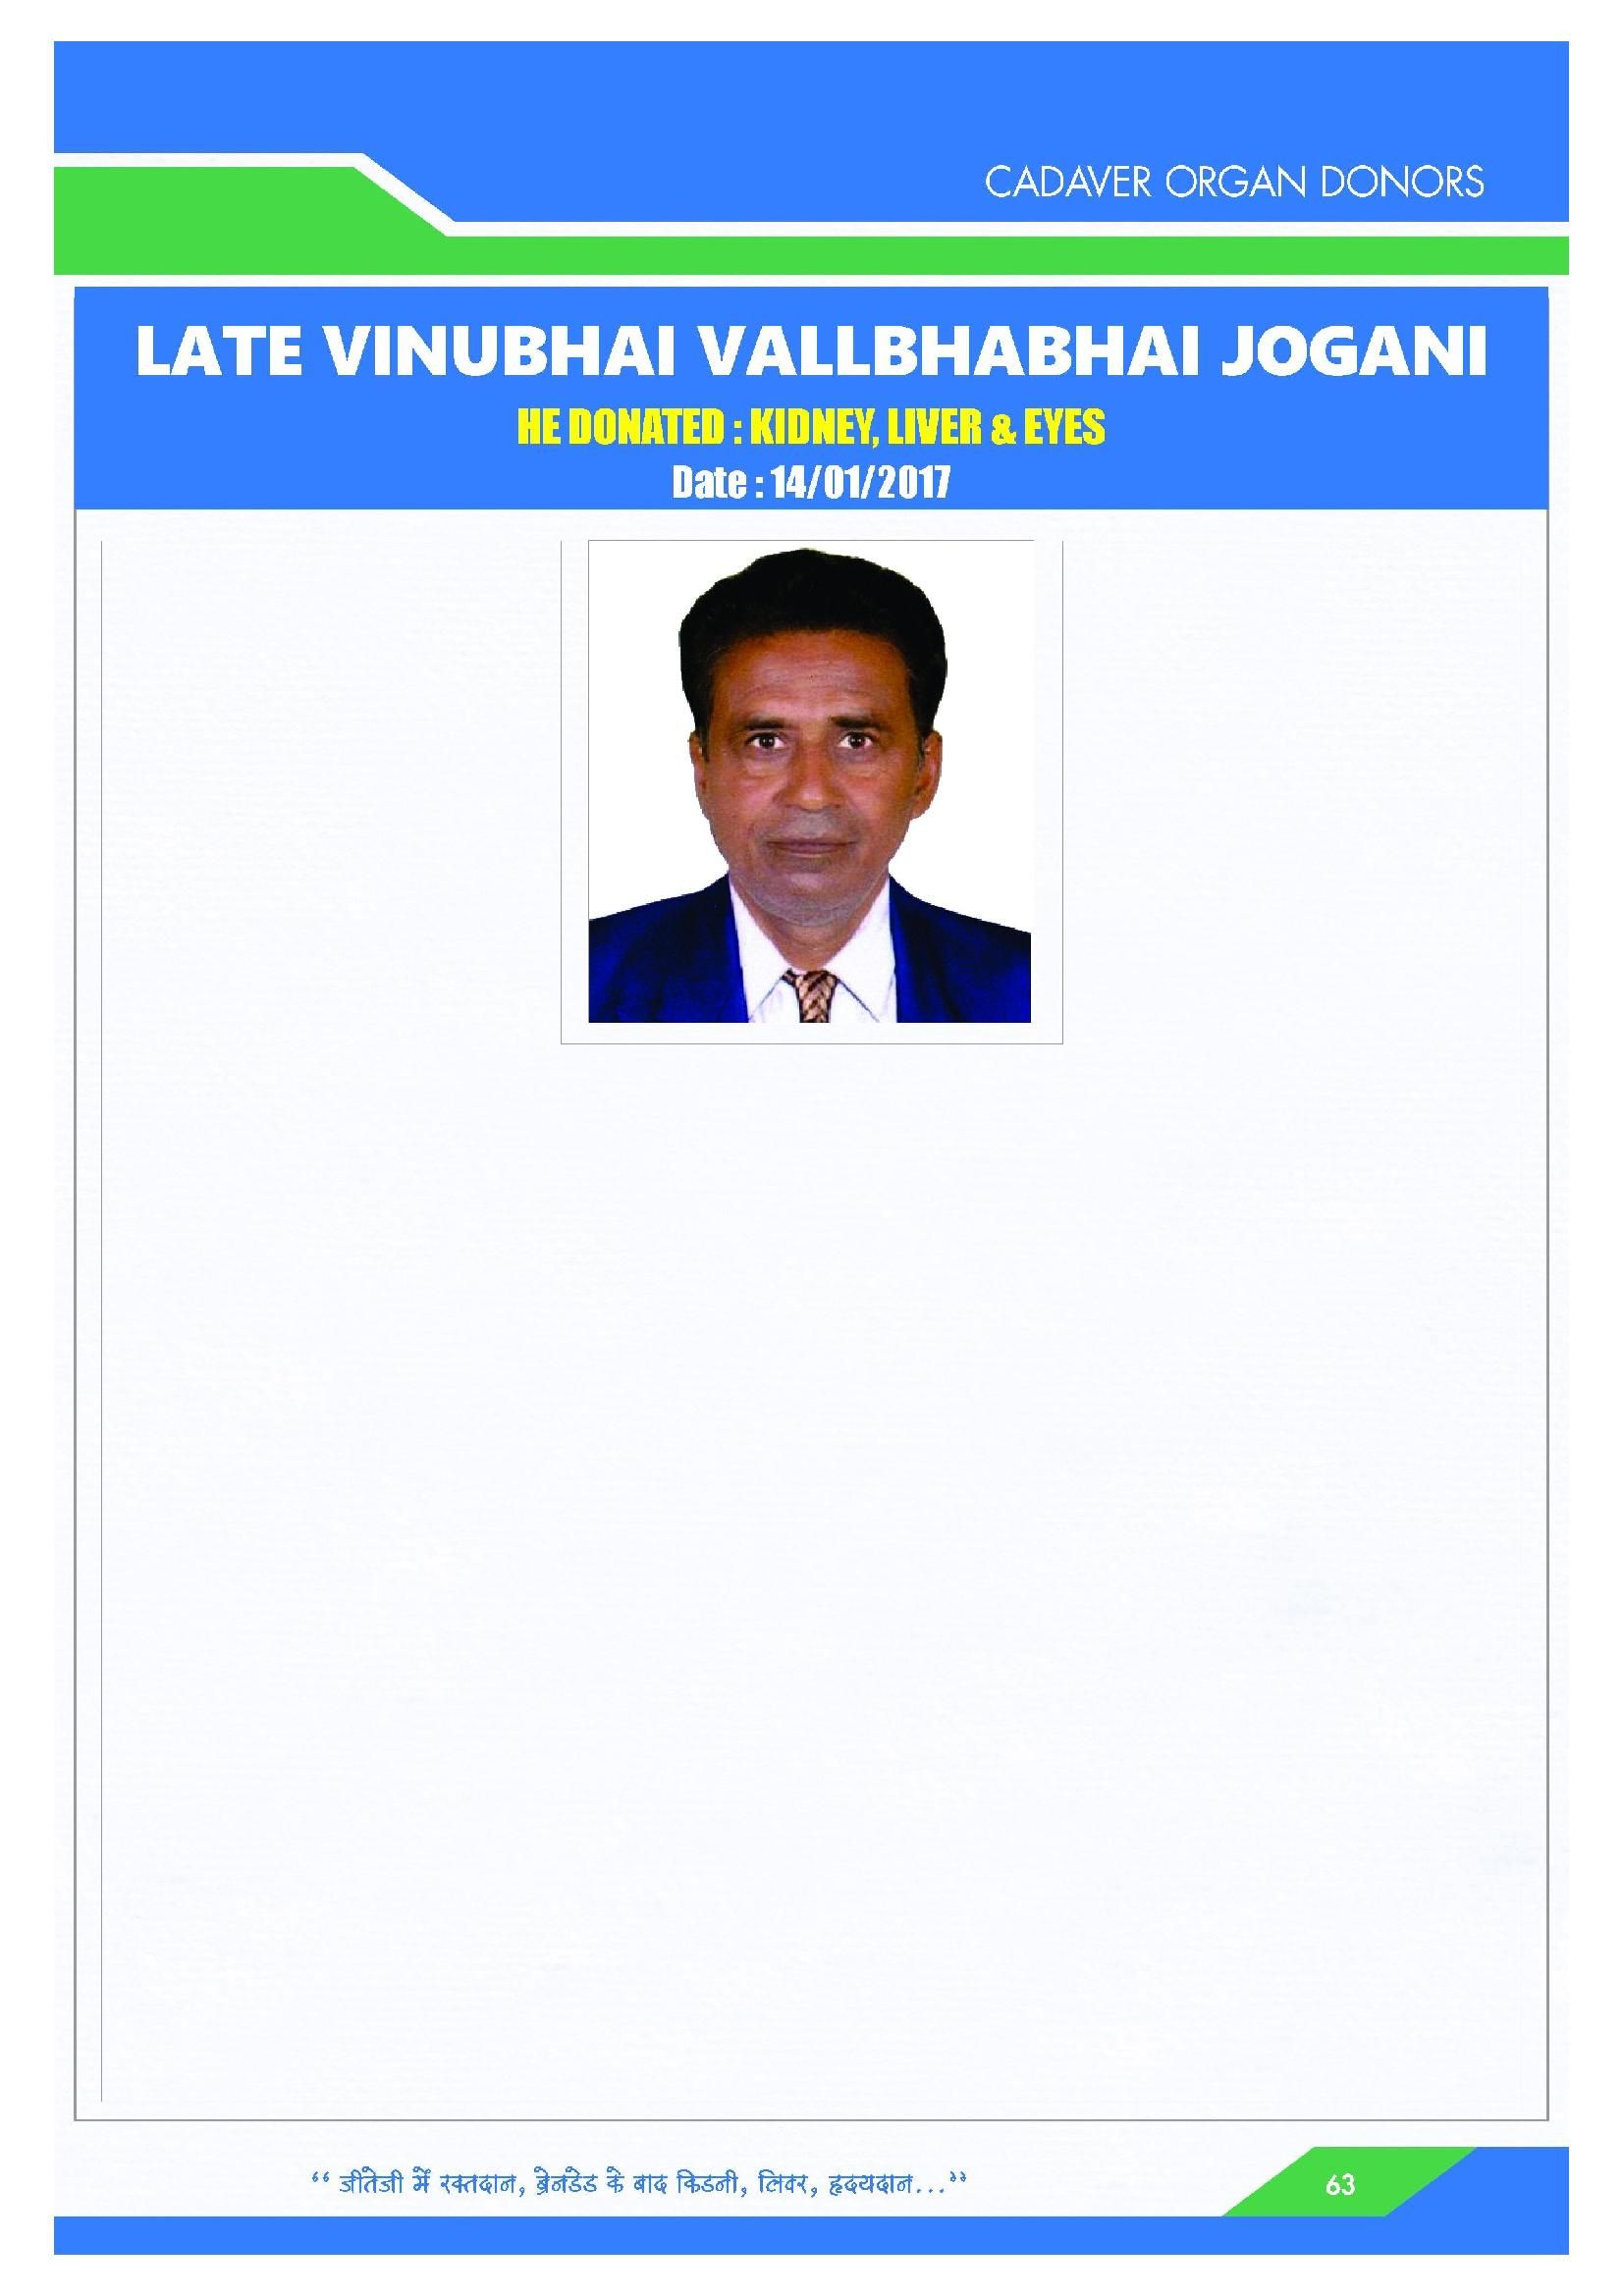 CADAVER ORGAN DONORS
LATE VINUBHAI VALLBHABHAI JOGANI
HE DONATED : KIDNEY, LIVER & EYES
Date : 14/01/2017
“ जीतेजी में रक्तदान, ब्रेनडेड के बाद किडनी, लिवर, हृदयदान...”
63